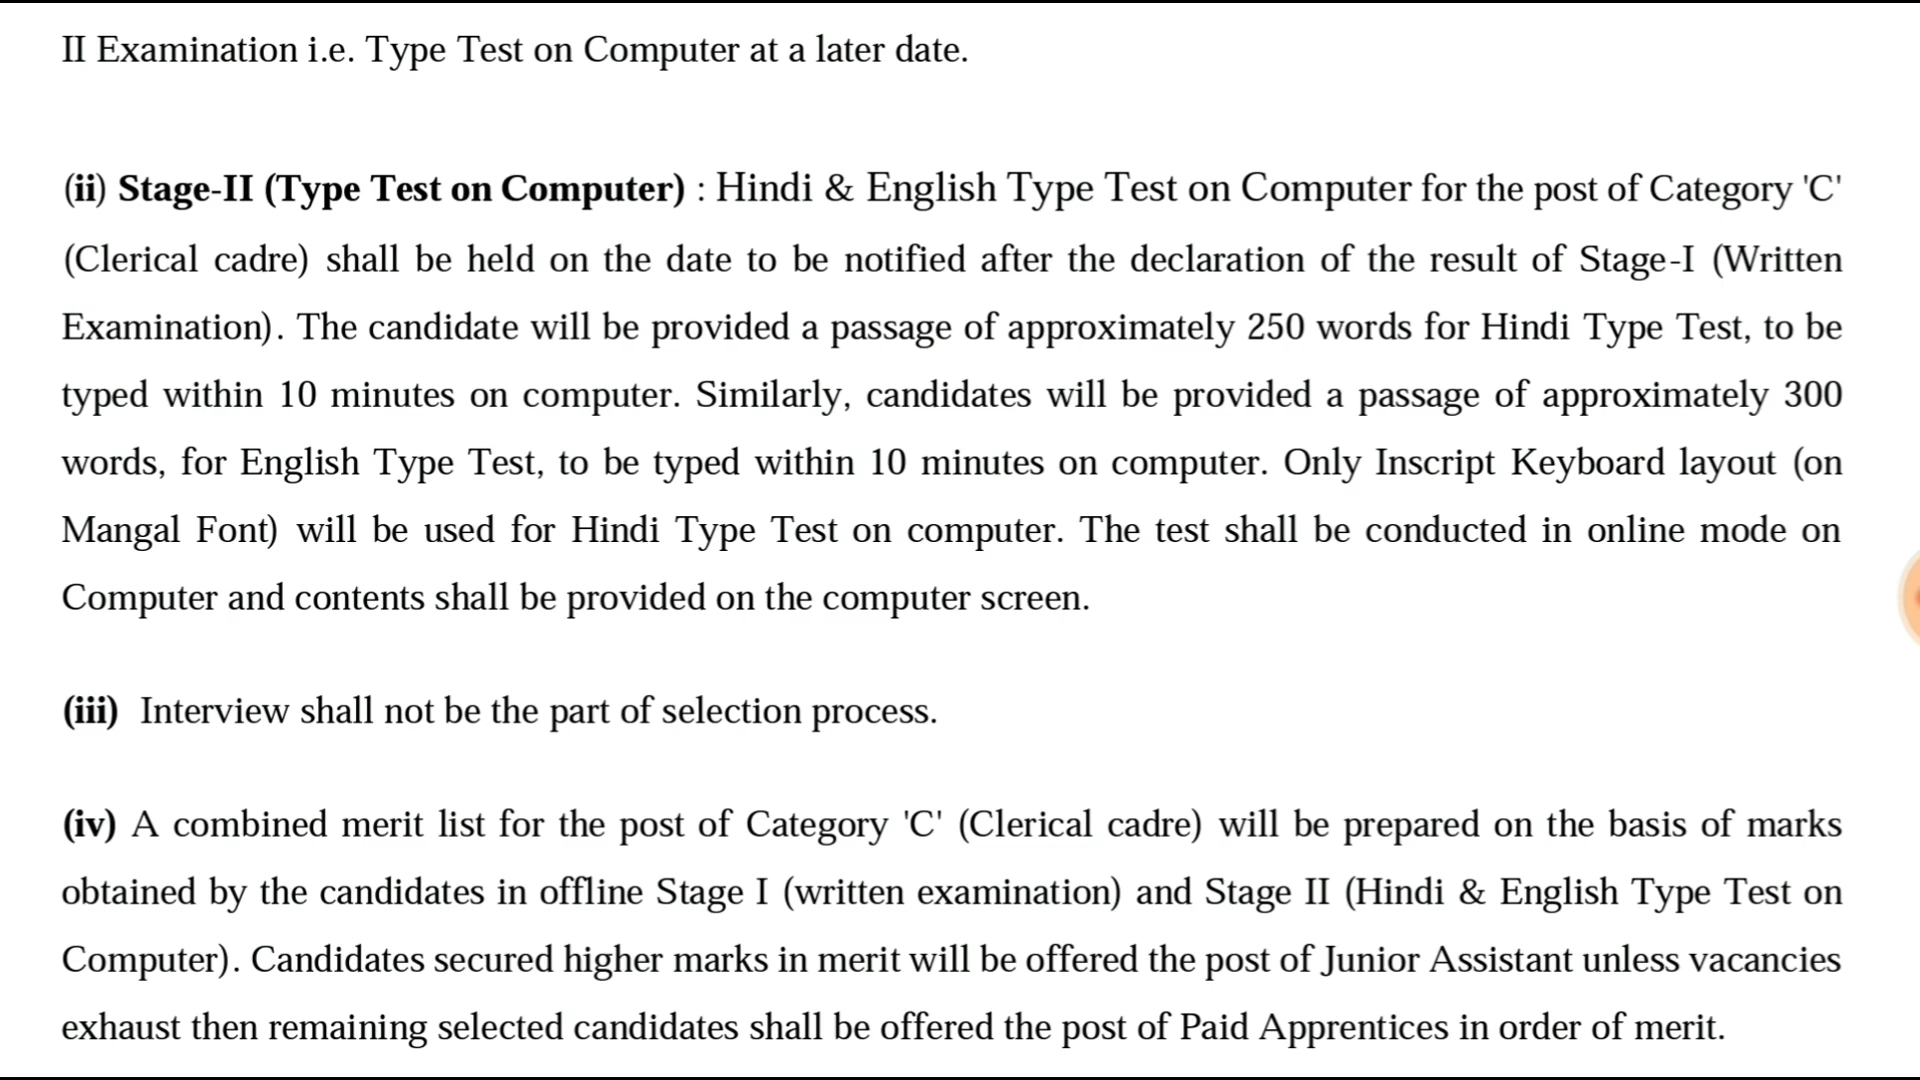 II Examination i.e. Type Test on Computer at a later date.
(ii) Stage-II (Type Test on Computer) : Hindi & English Type Test on Computer for the post of Category 'C'
(Clerical cadre) shall be held on the date to be notified after the declaration of the result of Stage-I (Written
Examination). The candidate will be provided a passage of approximately 250 words for Hindi Type Test, to be
typed within 10 minutes on computer. Similarly, candidates will be provided a passage of approximately 300
words, for English Type Test, to be typed within 10 minutes on computer. Only Inscript Keyboard layout (on
Mangal Font) will be used for Hindi Type Test on computer. The test shall be conducted in online mode on
Computer and contents shall be provided on the computer screen.
(iii) Interview shall not be the part of selection process.
(iv) A combined merit list for the post of Category 'C' (Clerical cadre) will be prepared on the basis of marks
obtained by the candidates in offline Stage I (written examination) and Stage II (Hindi & English Type Test on
Computer). Candidates secured higher marks in merit will be offered the post of Junior Assistant unless vacancies
exhaust then remaining selected candidates shall be offered the post of Paid Apprentices in order of merit.